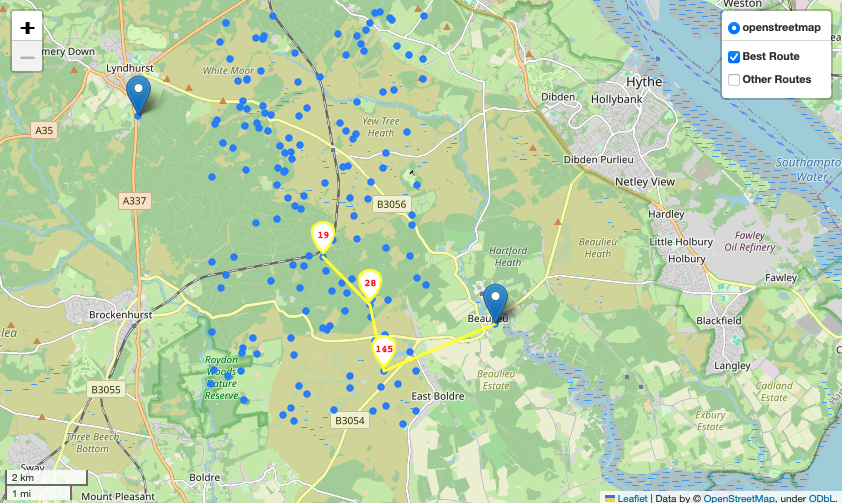 +
−
mery Down
Lyndhurst
White Moor
A35
A337
Weston
openstreetmap
Best Route
Other Routes
Hythe
Dibden
Hollybank
Yew Tree
Heath
Dibden Purlieu
Netley View
Southampton
Water
B3056
Hardley
Little Holbury
Holbury
Fawley
Oil Refinery
Beaulieu
Heath
Hartford
Heath
Fawley
19
28
145
Beaulieu
Blackfield
Langley
Brockenhurst
Roydon
Woods
Nature
Reserve
Beaulieu
Estate
East Boldre
B3055
B3054
Cadland
Estate
Exbury
Estate
Three Beech
Bottom
Sway
Boldre
Mount Pleasant
2 km
1 mi
Leaflet | Data by © OpenStreetMap, under ODbL.